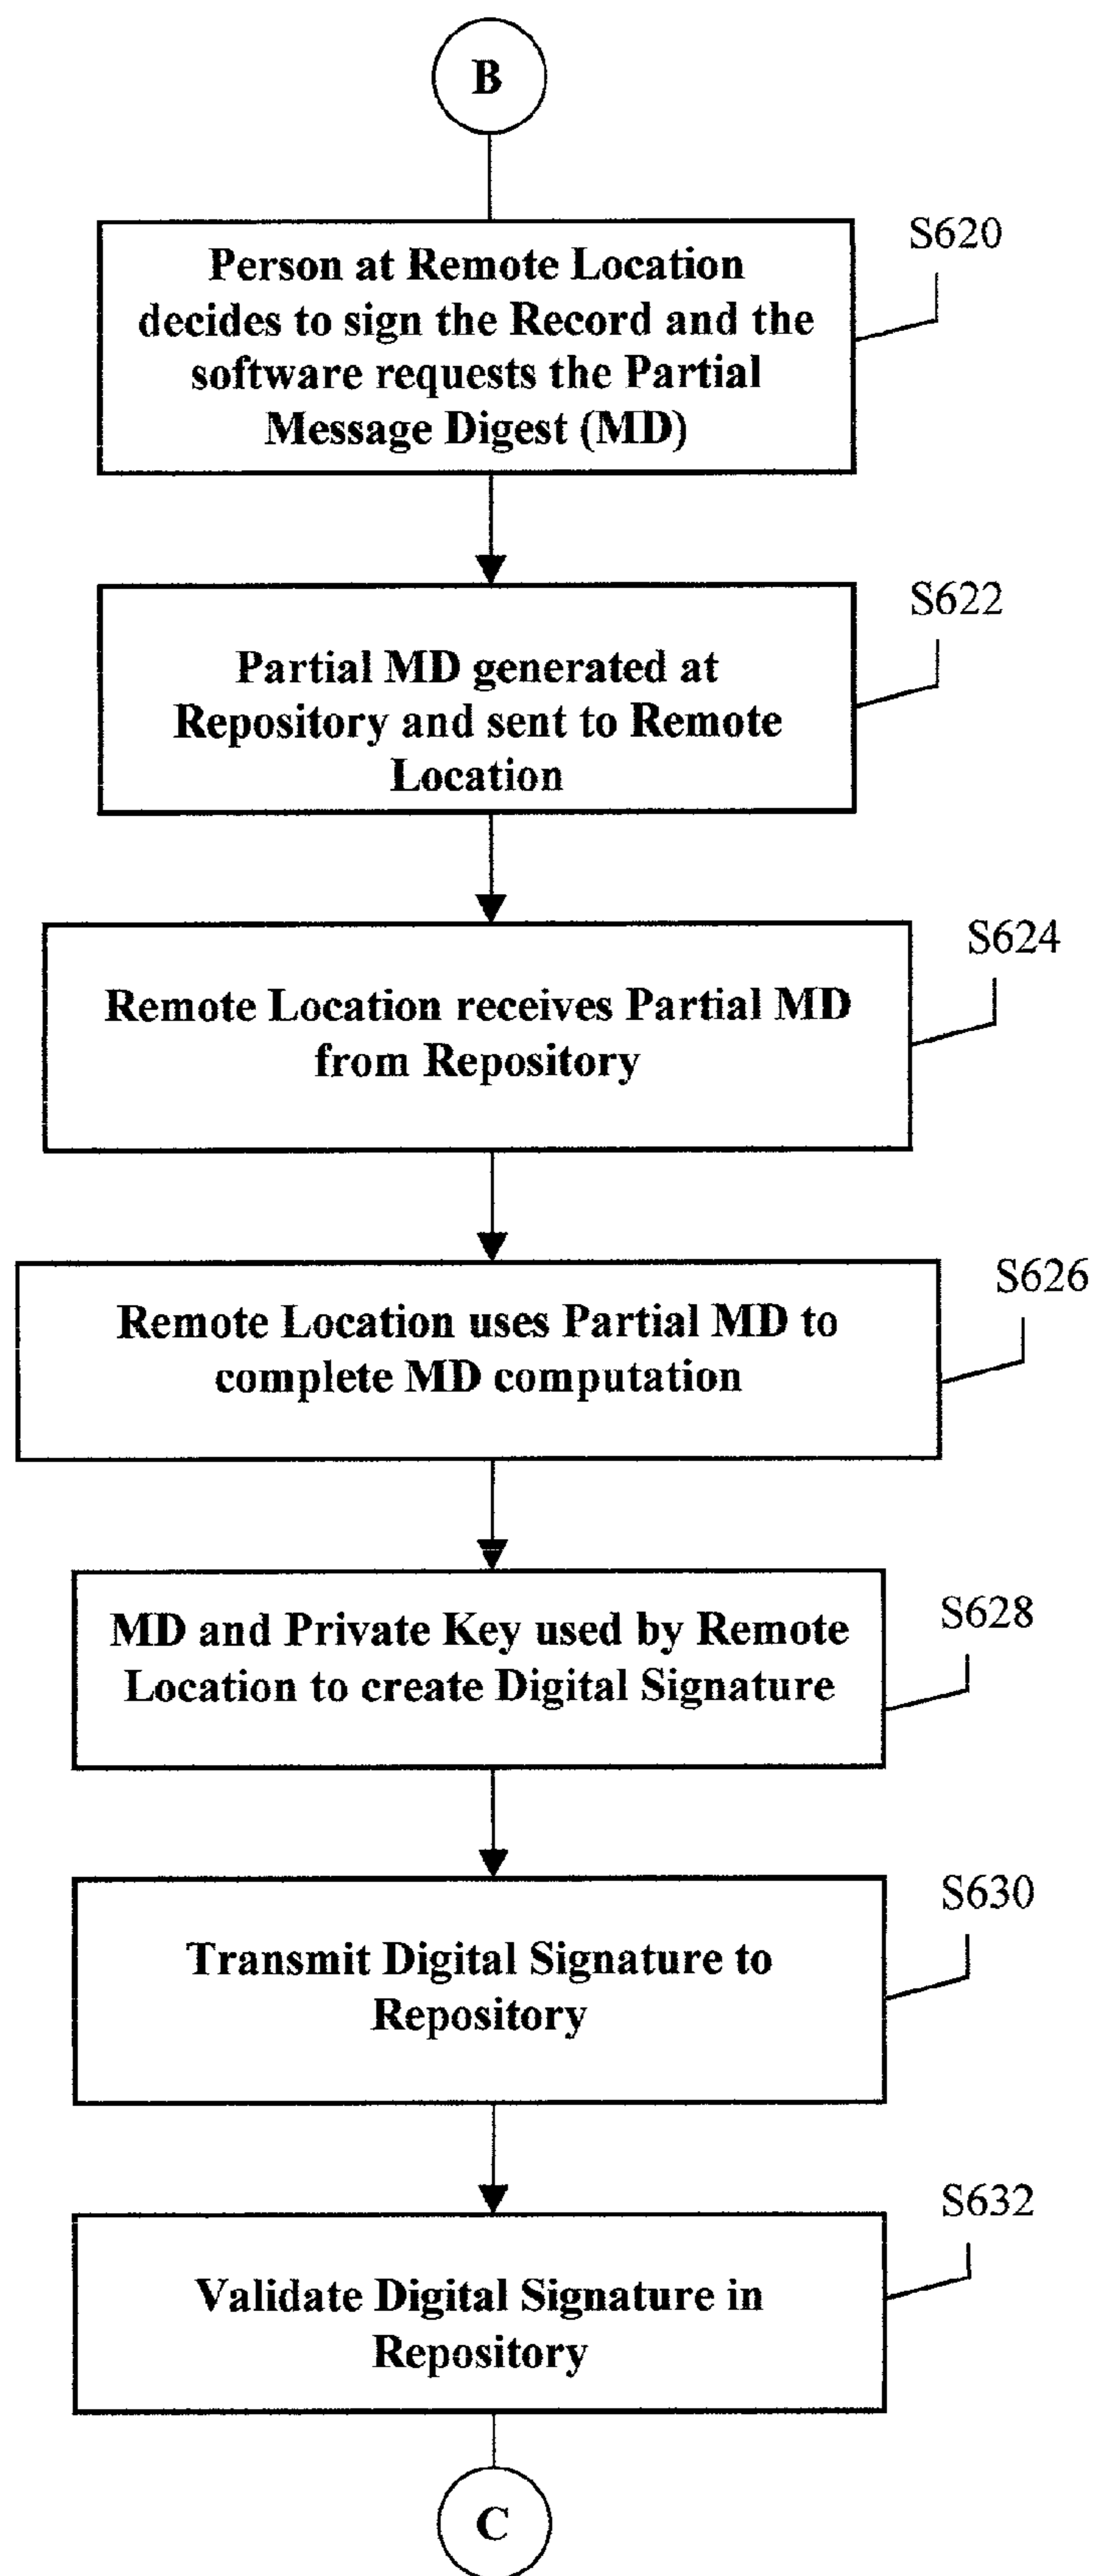 B
S620
Person at Remote Location
decides to sign the Record and the
software requests the Partial
Message Digest (MD)
S622
Partial MD generated at
Repository and sent to Remote
Location
S624
Remote Location receives Partial MD
from Repository
S626
Remote Location uses Partial MD to
complete MD computation
S628
MD and Private Key used by Remote
Location to create Digital Signature
S630
Transmit Digital Signature to
Repository
S632
Validate Digital Signature in
Repository
C